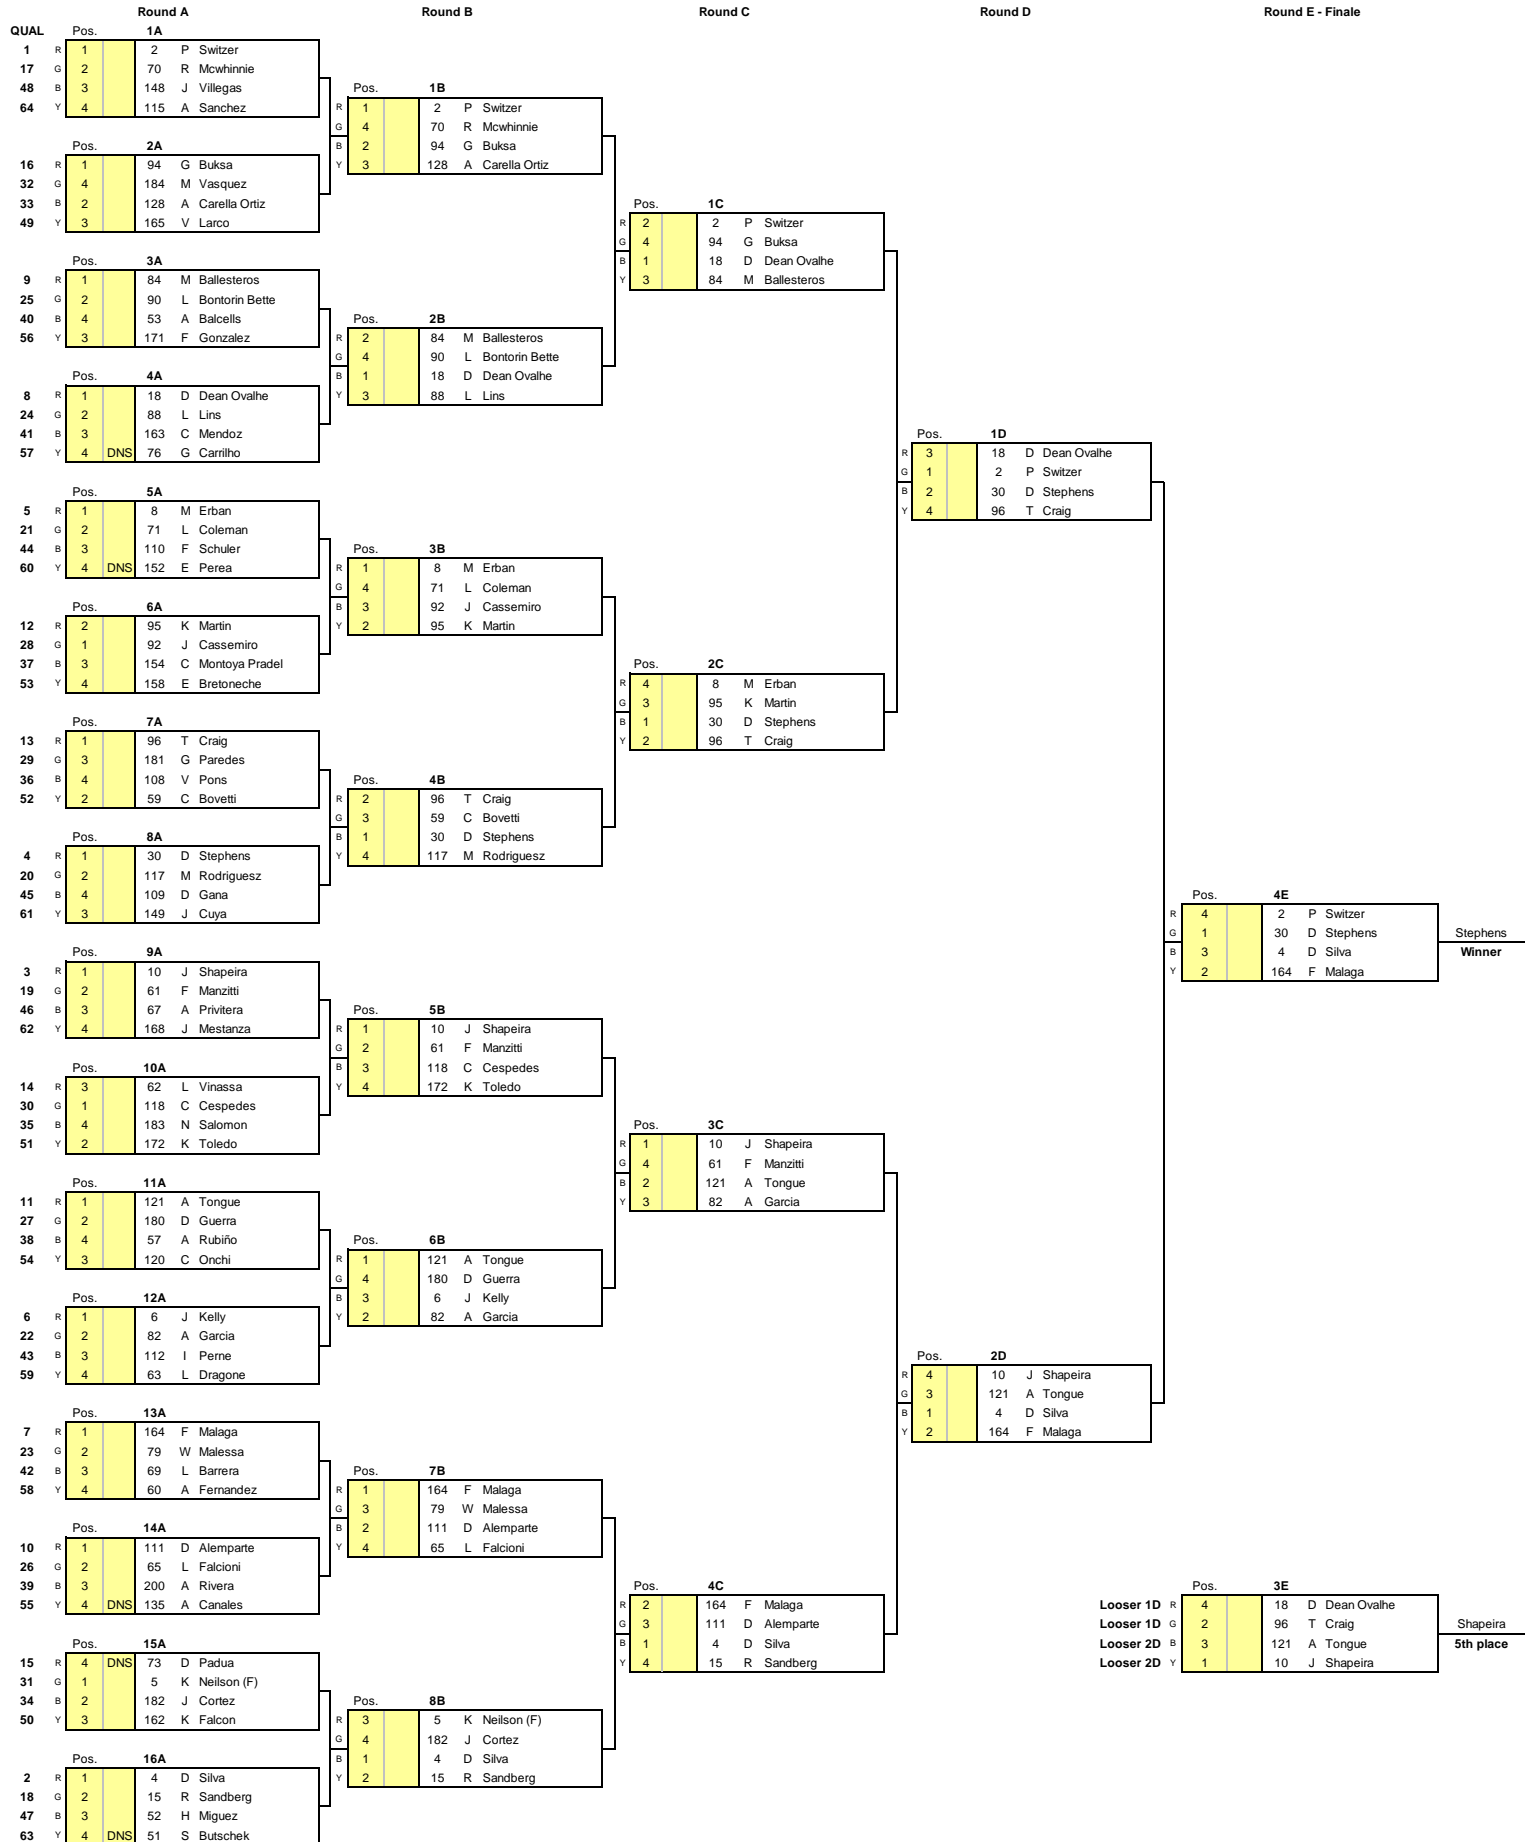 Round A Round B Round C Round D Round E - Finale
QUAL Pos. 1A
1 R 1 2 P Switzer
17 G 2 70 R Mcwhinnie
48 B 3 148 J Villegas
64 Y 4 115 A Sanchez
Pos. 2A
16 R 1 94 G Buksa
32 G 4 184 M Vasquez
33 B 2 128 A Carella Ortiz
49 Y 3 165 V Larco
Pos. 3A
9 R 1 84 M Ballesteros
25 G 2 90 L Bontorin Bette
40 B 4 53 A Balcells
56 Y 3 171 F Gonzalez
Pos. 4A
8 R 1 18 D Dean Ovalhe
24 G 2 88 L Lins
41 B 3 163 C Mendoz
57 Y 4 DNS 76 G Carrilho
Pos. 5A
5 R 1 8 M Erban
21 G 2 71 L Coleman
44 B 3 110 F Schuler
60 Y 4 DNS 152 E Perea
Pos. 6A
12 R 2 95 K Martin
28 G 1 92 J Cassemiro
37 B 3 154 C Montoya Pradel
53 Y 4 158 E Bretoneche
Pos. 7A
13 R 1 96 T Craig
29 G 3 181 G Paredes
36 B 4 108 V Pons
52 Y 2 59 C Bovetti
Pos. 8A
4 R 1 30 D Stephens
20 G 2 117 M Rodriguesz
45 B 4 109 D Gana
61 Y 3 149 J Cuya
Pos. 9A
3 R 1 10 J Shapeira
19 G 2 61 F Manzitti
46 B 3 67 A Privitera
62 Y 4 168 J Mestanza
Pos. 10A
14 R 3 62 L Vinassa
30 G 1 118 C Cespedes
35 B 4 183 N Salomon
51 Y 2 172 K Toledo
Pos. 11A
11 R 1 121 A Tongue
27 G 2 180 D Guerra
38 B 4 57 A Rubiño
54 Y 3 120 C Onchi
Pos. 12A
6 R 1 6 J Kelly
22 G 2 82 A Garcia
43 B 3 112 I Perne
59 Y 4 63 L Dragone
Pos. 13A
7 R 1 164 F Malaga
23 G 2 79 W Malessa
42 B 3 69 L Barrera
58 Y 4 60 A Fernandez
Pos. 14A
10 R 1 111 D Alemparte
26 G 2 65 L Falcioni
39 B 3 200 A Rivera
55 Y 4 DNS 135 A Canales
Pos. 15A
15 R 4 DNS 73 D Padua
31 G 1 5 K Neilson (F)
34 B 2 182 J Cortez
50 Y 3 162 K Falcon
Pos. 16A
2 R 1 4 D Silva
18 G 2 15 R Sandberg
47 B 3 52 H Miguez
63 Y 4 DNS 51 S Butschek
Pos. 1B
R 1 2 P Switzer
G 4 70 R Mcwhinnie
B 2 94 G Buksa
Y 3 128 A Carella Ortiz
Pos. 2B
R 2 84 M Ballesteros
G 4 90 L Bontorin Bette
B 1 18 D Dean Ovalhe
Y 3 88 L Lins
Pos. 3B
R 1 8 M Erban
G 4 71 L Coleman
B 3 92 J Cassemiro
Y 2 95 K Martin
Pos. 4B
R 2 96 T Craig
G 3 59 C Bovetti
B 1 30 D Stephens
Y 4 117 M Rodriguesz
Pos. 5B
R 1 10 J Shapeira
G 2 61 F Manzitti
B 3 118 C Cespedes
Y 4 172 K Toledo
Pos. 6B
R 1 121 A Tongue
G 4 180 D Guerra
B 3 6 J Kelly
Y 2 82 A Garcia
Pos. 7B
R 1 164 F Malaga
G 3 79 W Malessa
B 2 111 D Alemparte
Y 4 65 L Falcioni
Pos. 8B
R 3 5 K Neilson (F)
G 4 182 J Cortez
B 1 4 D Silva
Y 2 15 R Sandberg
Pos. 1C
R 2 2 P Switzer
G 4 94 G Buksa
B 1 18 D Dean Ovalhe
Y 3 84 M Ballesteros
Pos. 2C
R 4 8 M Erban
G 3 95 K Martin
B 1 30 D Stephens
Y 2 96 T Craig
Pos. 3C
R 1 10 J Shapeira
G 4 61 F Manzitti
B 2 121 A Tongue
Y 3 82 A Garcia
Pos. 4C
R 2 164 F Malaga
G 3 111 D Alemparte
B 1 4 D Silva
Y 4 15 R Sandberg
Pos. 1D
R 3 18 D Dean Ovalhe
G 1 2 P Switzer
B 2 30 D Stephens
Y 4 96 T Craig
Pos. 2D
R 4 10 J Shapeira
G 3 121 A Tongue
B 1 4 D Silva
Y 2 164 F Malaga
Pos. 4E
R 4 2 P Switzer
G 1 30 D Stephens Stephens
B 3 4 D Silva Winner
Y 2 164 F Malaga
Pos. 3E
Looser 1D R 4 18 D Dean Ovalhe
Looser 1D G 2 96 T Craig Shapeira
Looser 2D B 3 121 A Tongue 5th place
Looser 2D Y 1 10 J Shapeira